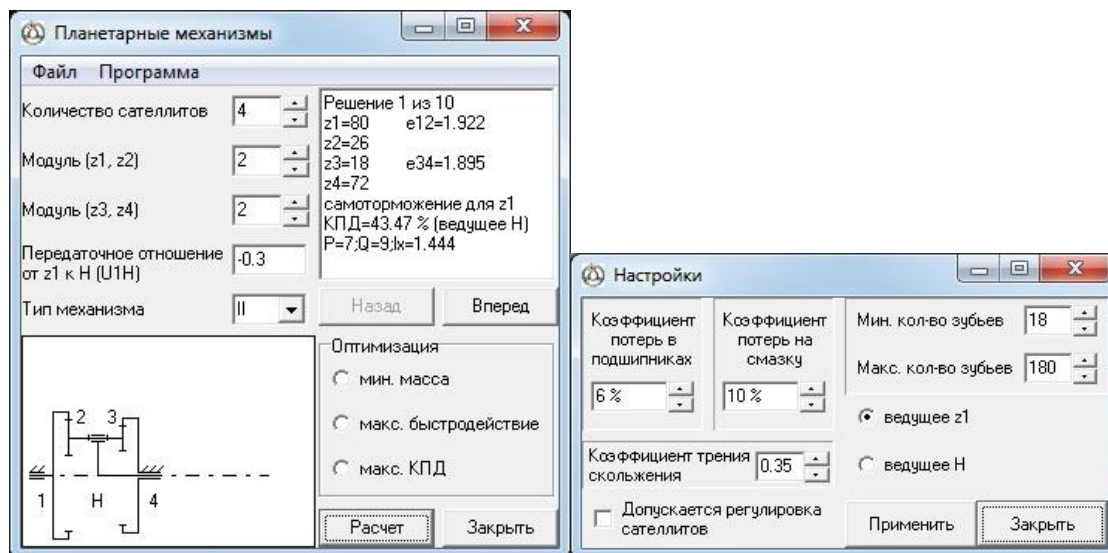 Планетарные механизмы
Файл Программа
Количество сателлитов 4
Модуль (z1, z2) 2
Модуль (z3, z4) 2
Передаточное отношение
от z1 к H (U1H) -0.3
Тип механизма II
Решение 1 из 10
z1=80 e12=1.922
z2=26
z3=18 e34=1.895
z4=72
самоторможение для z1
КПД=43.47 % (ведущее H)
P=7;Q=9;Ix=1.444
Назад Вперед
Оптимизация
мин. масса
макс. быстродействие
макс. КПД
Расчет Закрыть
2 3
1 H 4
Настройки
Коэффициент
потерь в
подшипниках
6 %
Коэффициент
потерь на
смазку
10 %
Мин. кол-во зубьев 18
Макс. кол-во зубьев 180
ведущее z1
ведущее H
Коэффициент трения
скольжения 0.35
Допускается регулировка
сателлитов
Применить Закрыть